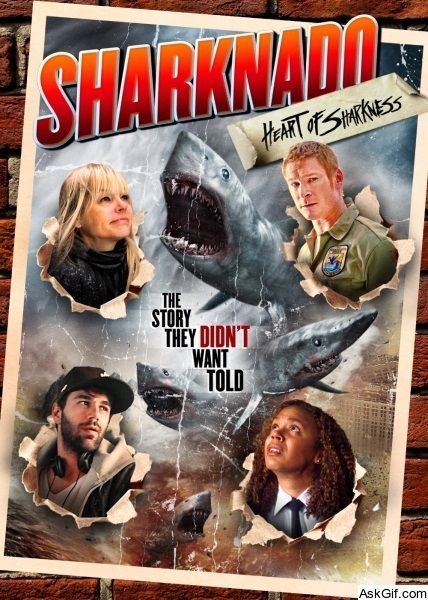 SHARKNADO
HEART OF SHARKNESS
THE
STORY
THEY DIDN'T
WANT
TOLD
AskGif.com